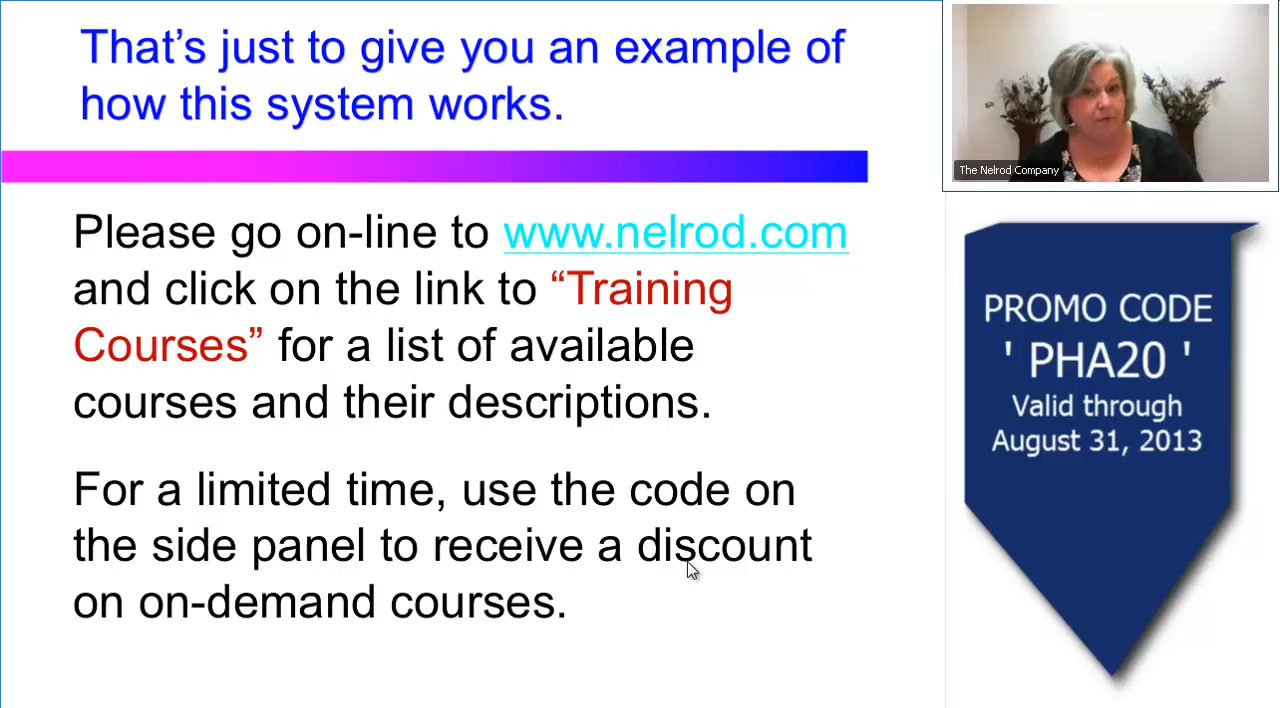 That’s just to give you an example of
how this system works.
Please go on-line to www.nelrod.com
and click on the link to “Training
Courses” for a list of available
courses and their descriptions.
For a limited time, use the code on
the side panel to receive a discount
on on-demand courses.
The Nelrod Company
PROMO CODE
' PHA20 '
Valid through
August 31, 2013